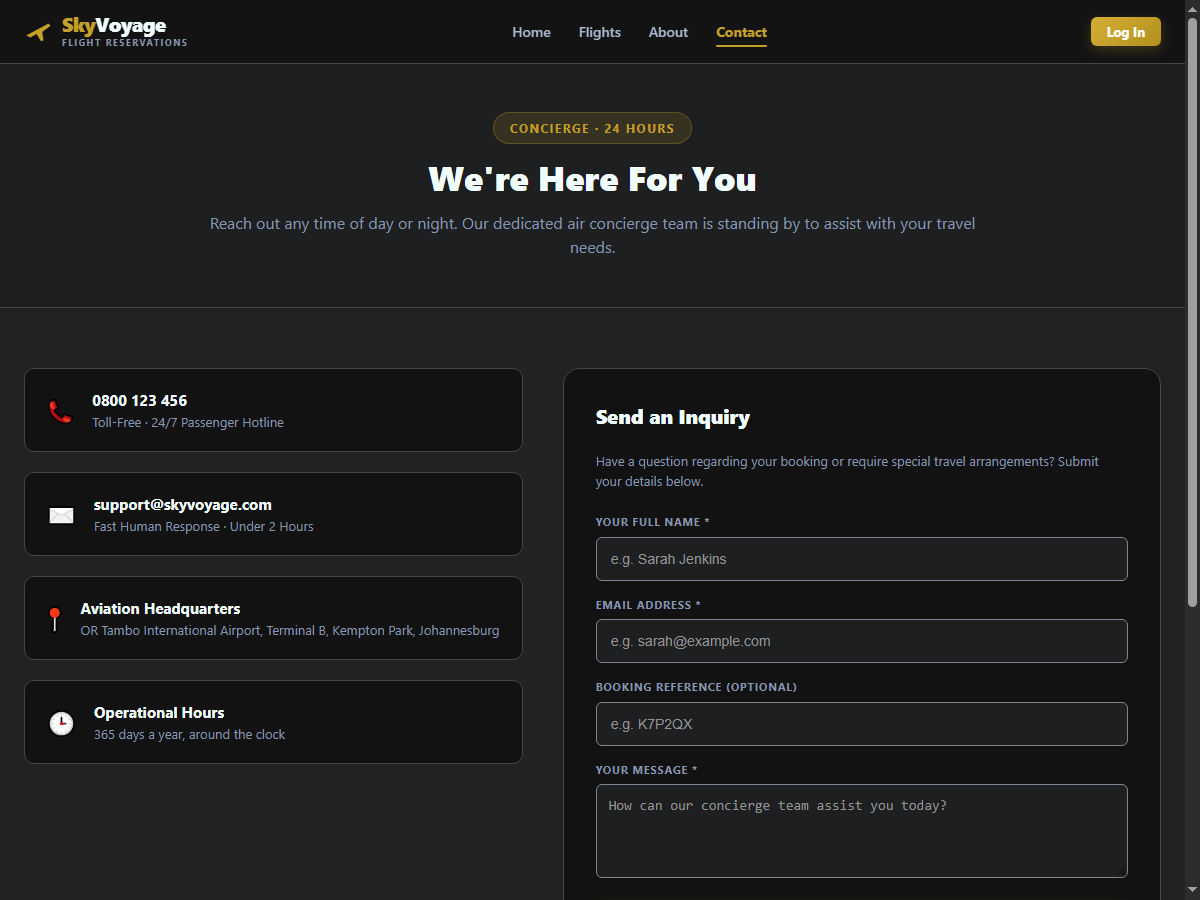 SkyVoyage
FLIGHT RESERVATIONS
Home
Flights
About
Contact
Log In
CONCIERGE · 24 HOURS
We're Here For You
Reach out any time of day or night. Our dedicated air concierge team is standing by to assist with your travel
needs.
0800 123 456
Toll-Free · 24/7 Passenger Hotline
support@skyvoyage.com
Fast Human Response · Under 2 Hours
Aviation Headquarters
OR Tambo International Airport, Terminal B, Kempton Park, Johannesburg
Operational Hours
365 days a year, around the clock
Send an Inquiry
Have a question regarding your booking or require special travel arrangements? Submit
your details below.
YOUR FULL NAME *
e.g. Sarah Jenkins
EMAIL ADDRESS *
e.g. sarah@example.com
BOOKING REFERENCE (OPTIONAL)
e.g. K7P2QX
YOUR MESSAGE *
How can our concierge team assist you today?